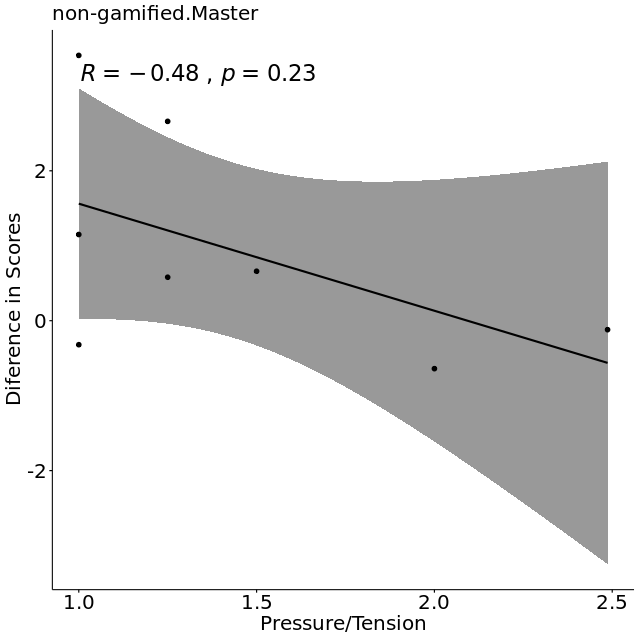 non-gamified.Master
R = −0.48 , p = 0.23
Diference in Scores
2
0
-2
1.0 1.5 2.0 2.5
Pressure/Tension